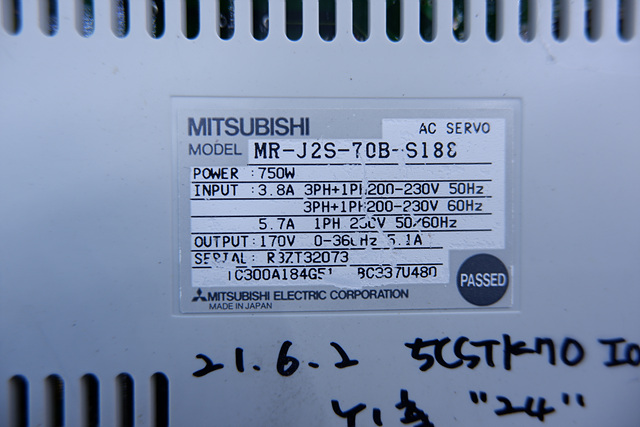 MITSUBISHI
AC SERVO
MODEL MR-J2S-70B-S188
POWER : 750W
INPUT : 3.8A 3PH+1PH200-230V 50Hz
3PH+1PH200-230V 60Hz
5.7A 1PH 230V 50/60Hz
OUTPUT: 170V 0-360Hz 5.1A
SERIAL: R3ZT32073
TC300A184G51 BC337U480
PASSED
MITSUBISHI ELECTRIC CORPORATION
MADE IN JAPAN
21.6.2
"24"